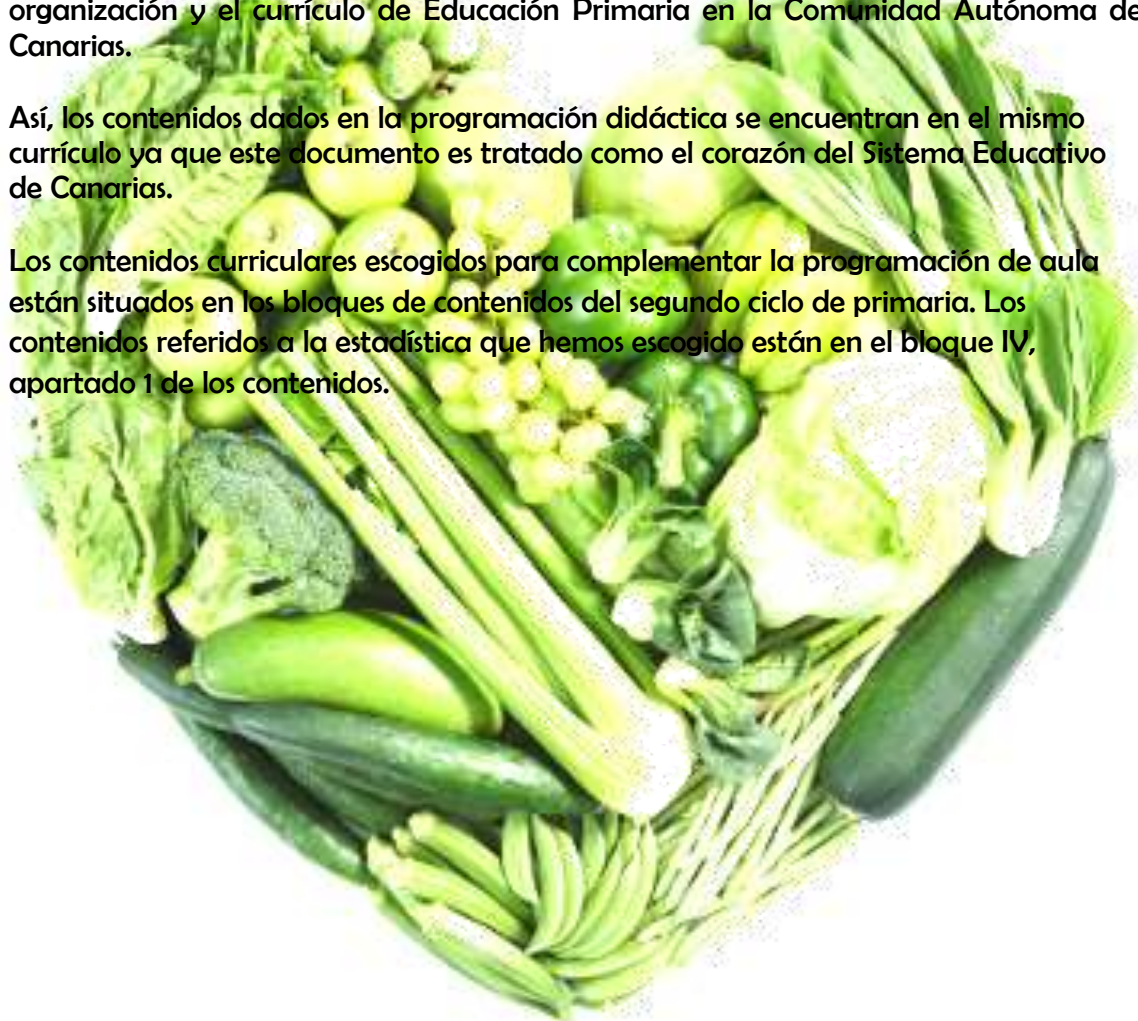 organización y el currículo de Educación Primaria en la Comunidad Autónoma de
Canarias.
Así, los contenidos dados en la programación didáctica se encuentran en el mismo
currículo ya que este documento es tratado como el corazón del Sistema Educativo
de Canarias.
Los contenidos curriculares escogidos para complementar la programación de aula
están situados en los bloques de contenidos del segundo ciclo de primaria. Los
contenidos referidos a la estadística que hemos escogido están en el bloque IV,
apartado 1 de los contenidos.